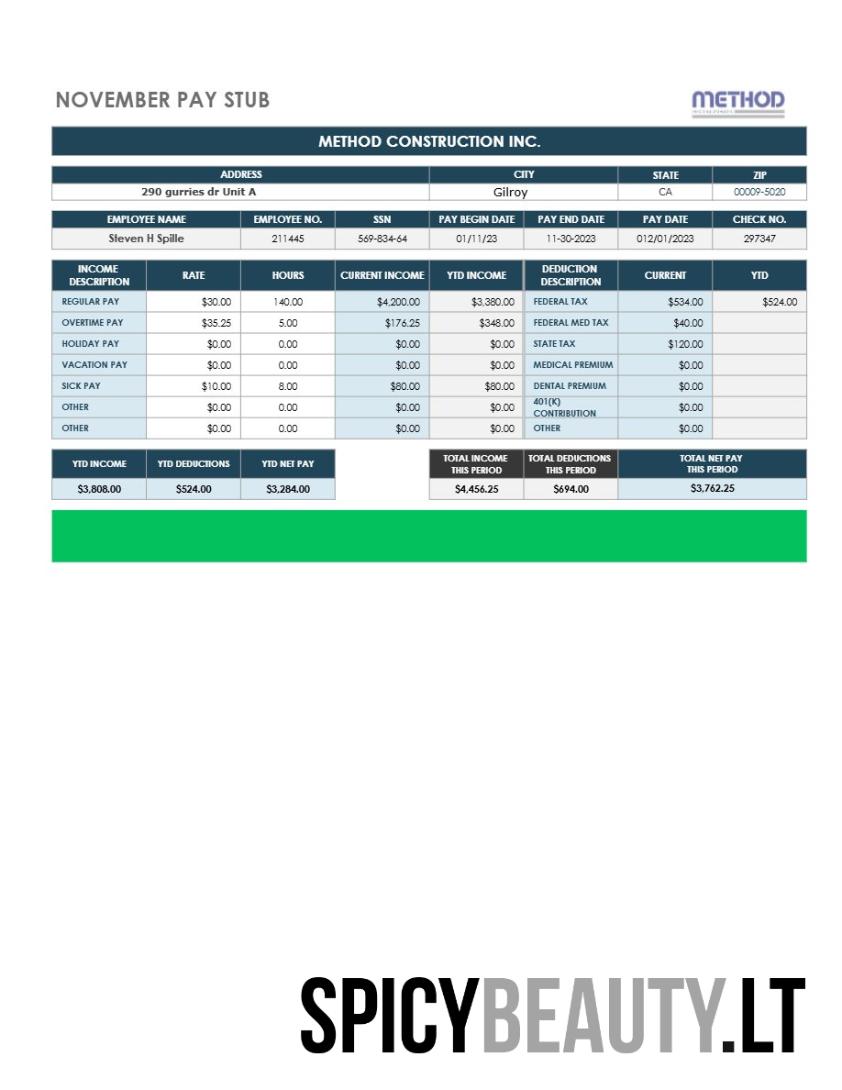 NOVEMBER PAY STUB
METHOD
METHOD CONSTRUCTION INC.
ADDRESS CITY STATE ZIP
290 gurries dr Unit A Gilroy CA 00009-5020
EMPLOYEE NAME EMPLOYEE NO. SSN PAY BEGIN DATE PAY END DATE PAY DATE CHECK NO.
Steven H Spille 211445 569-834-64 01/11/23 11-30-2023 012/01/2023 297347
INCOME DESCRIPTION RATE HOURS CURRENT INCOME YTD INCOME DEDUCTION DESCRIPTION CURRENT YTD
REGULAR PAY $30.00 140.00 $4,200.00 $3,380.00 FEDERAL TAX $534.00 $524.00
OVERTIME PAY $35.25 5.00 $176.25 $348.00 FEDERAL MED TAX $40.00
HOLIDAY PAY $0.00 0.00 $0.00 $0.00 STATE TAX $120.00
VACATION PAY $0.00 0.00 $0.00 $0.00 MEDICAL PREMIUM $0.00
SICK PAY $10.00 8.00 $80.00 $80.00 DENTAL PREMIUM $0.00
OTHER $0.00 0.00 $0.00 $0.00 401(K) CONTRIBUTION $0.00
OTHER $0.00 0.00 $0.00 $0.00 OTHER $0.00
YTD INCOME YTD DEDUCTIONS YTD NET PAY TOTAL INCOME THIS PERIOD TOTAL DEDUCTIONS THIS PERIOD TOTAL NET PAY THIS PERIOD
$3,808.00 $524.00 $3,284.00 $4,456.25 $694.00 $3,762.25
SPICYBEAUTY.LT